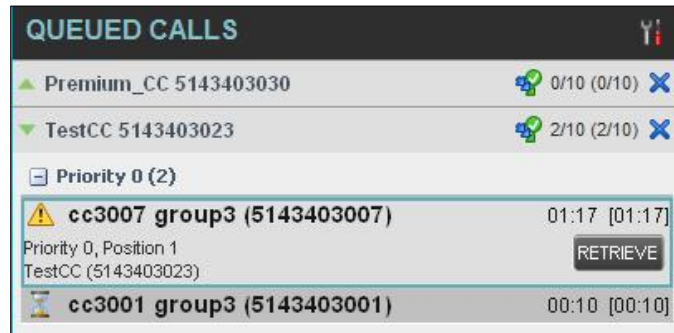 QUEUED CALLS
Premium_CC 5143403030 0/10 (0/10)
TestCC 5143403023 2/10 (2/10)
Priority 0 (2)
cc3007 group3 (5143403007) 01:17 [01:17]
Priority 0, Position 1 RETRIEVE
TestCC (5143403023)
cc3001 group3 (5143403001) 00:10 [00:10]